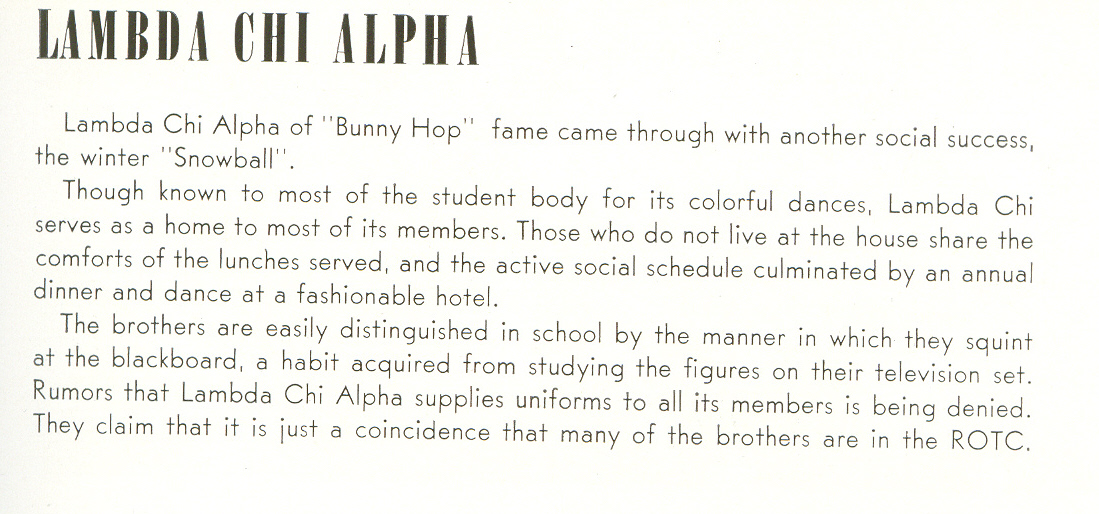 LAMBDA CHI ALPHA
Lambda Chi Alpha of "Bunny Hop" fame came through with another social success,
the winter "Snowball".
Though known to most of the student body for its colorful dances, Lambda Chi
serves as a home to most of its members. Those who do not live at the house share the
comforts of the lunches served, and the active social schedule culminated by an annual
dinner and dance at a fashionable hotel.
The brothers are easily distinguished in school by the manner in which they squint
at the blackboard, a habit acquired from studying the figures on their television set.
Rumors that Lambda Chi Alpha supplies uniforms to all its members is being denied.
They claim that it is just a coincidence that many of the brothers are in the ROTC.